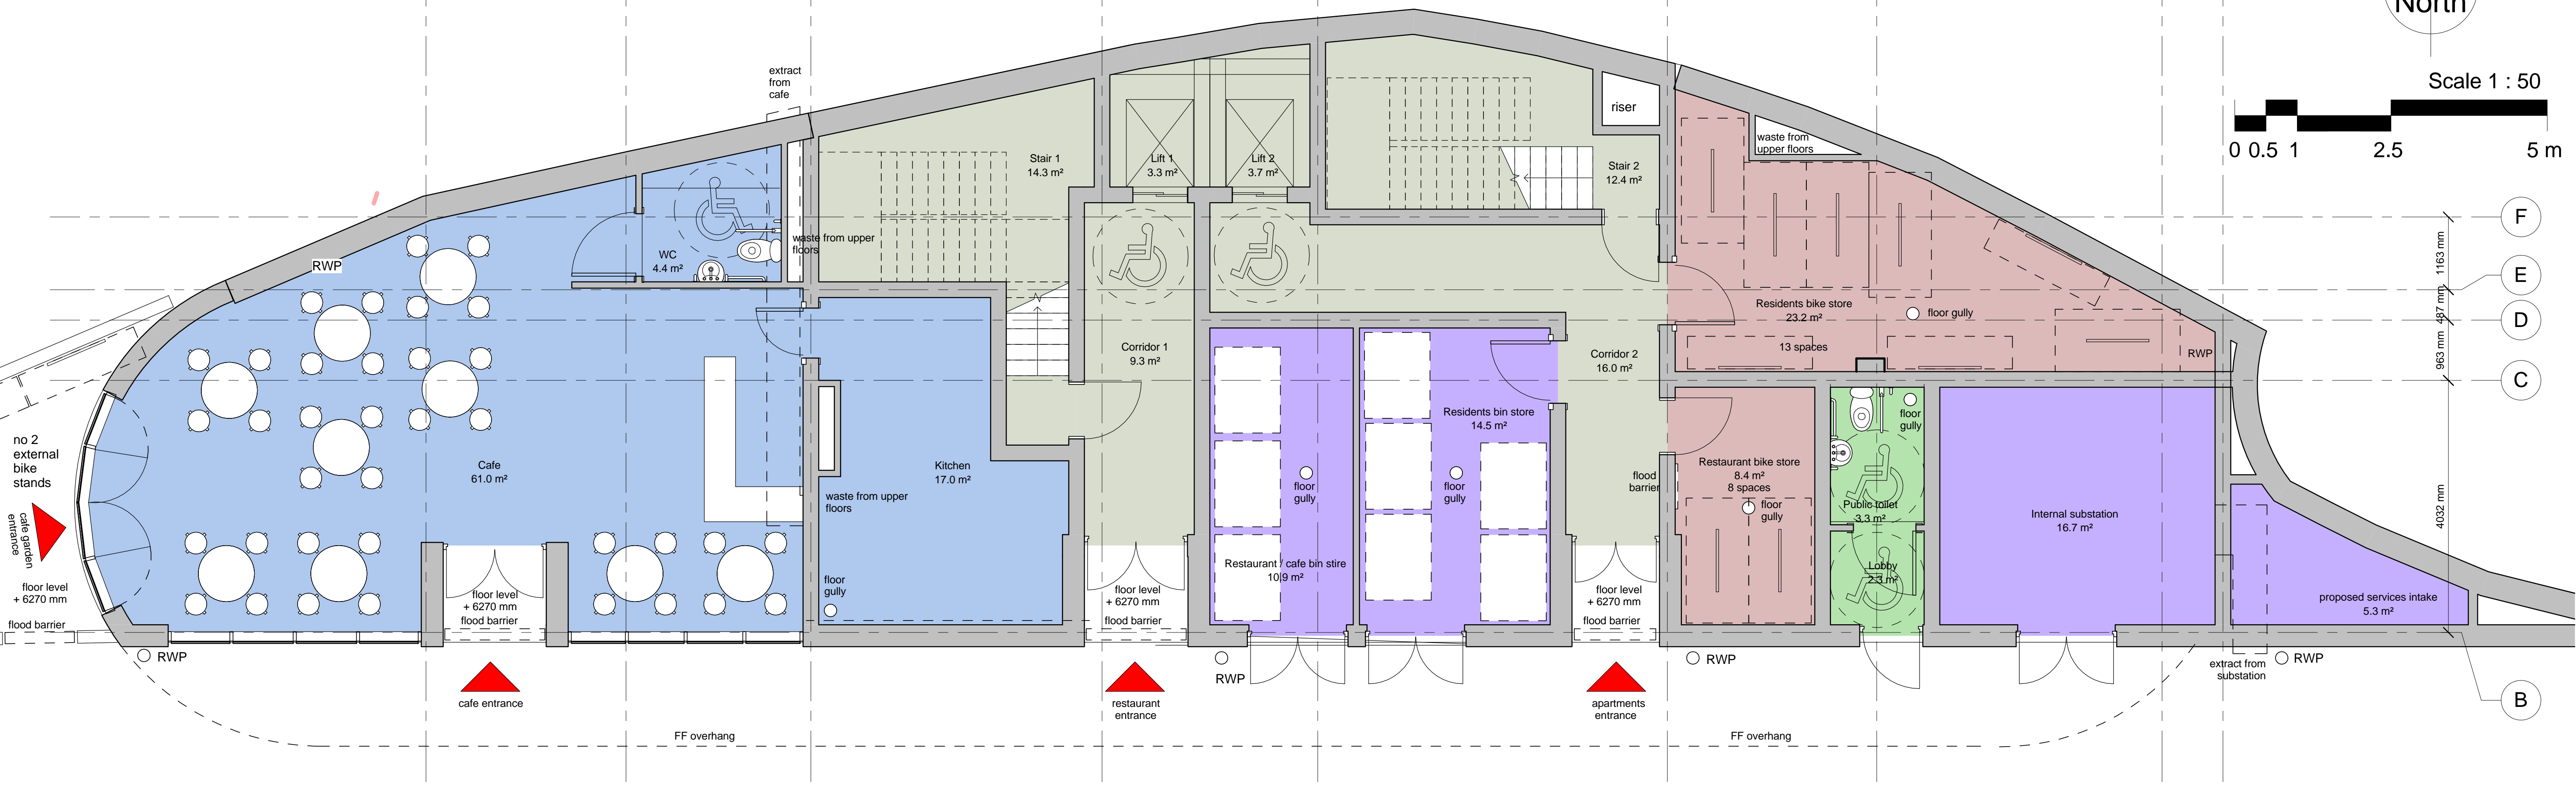 North
Scale 1 : 50
0 0.5 1 2.5 5 m
extract
from
cafe
riser
waste from
upper floors
Stair 1
14.3 m²
Lift 1
3.3 m²
Lift 2
3.7 m²
Stair 2
12.4 m²
F
E
D
C
B
1163 mm
487 mm
963 mm
4032 mm
WC
4.4 m²
waste from upper
floors
RWP
Residents bike store
23.2 m²
13 spaces
floor gully
RWP
Corridor 1
9.3 m²
Corridor 2
16.0 m²
no 2
external
bike
stands
cafe garden
entrance
floor level
+ 6270 mm
flood barrier
Cafe
61.0 m²
Kitchen
17.0 m²
waste from upper
floors
floor
gully
Residents bin store
14.5 m²
floor
gully
floor
gully
Restaurant / cafe bin stire
10.9 m²
flood
barrier
Restaurant bike store
8.4 m²
8 spaces
floor
gully
floor
gully
Public toilet
3.3 m²
Lobby
2.3 m²
Internal substation
16.7 m²
proposed services intake
5.3 m²
floor level
+ 6270 mm
flood barrier
floor level
+ 6270 mm
flood barrier
floor level
+ 6270 mm
flood barrier
RWP
RWP
RWP
RWP
extract from
substation
cafe entrance
restaurant
entrance
apartments
entrance
FF overhang
FF overhang